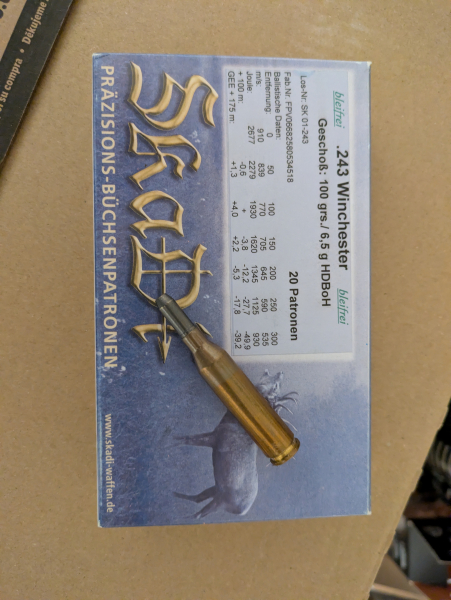 bleifrei .243 Winchester bleifrei
Geschoß: 100 grs./ 6,5 g HDBoH
20 Patronen
Los-Nr: SK 01-243
Fab.Nr. FPV06682580534518
Ballistische Daten:
Entfernung: 0 50 100 150 200 250 300
m/s: 910 839 770 705 645 590 535
Joule: 2677 2279 1930 1620 1345 1125 930
+ 100 m: -0,6 + -3,8 -12,2 -27,7 -49,9
GEE + 175 m: +1,3 +4,0 +2,2 -5,3 -17,8 -39,2
SKaDi
PRÄZISIONS-BÜCHSENPATRONEN
www.skadi-waffen.de